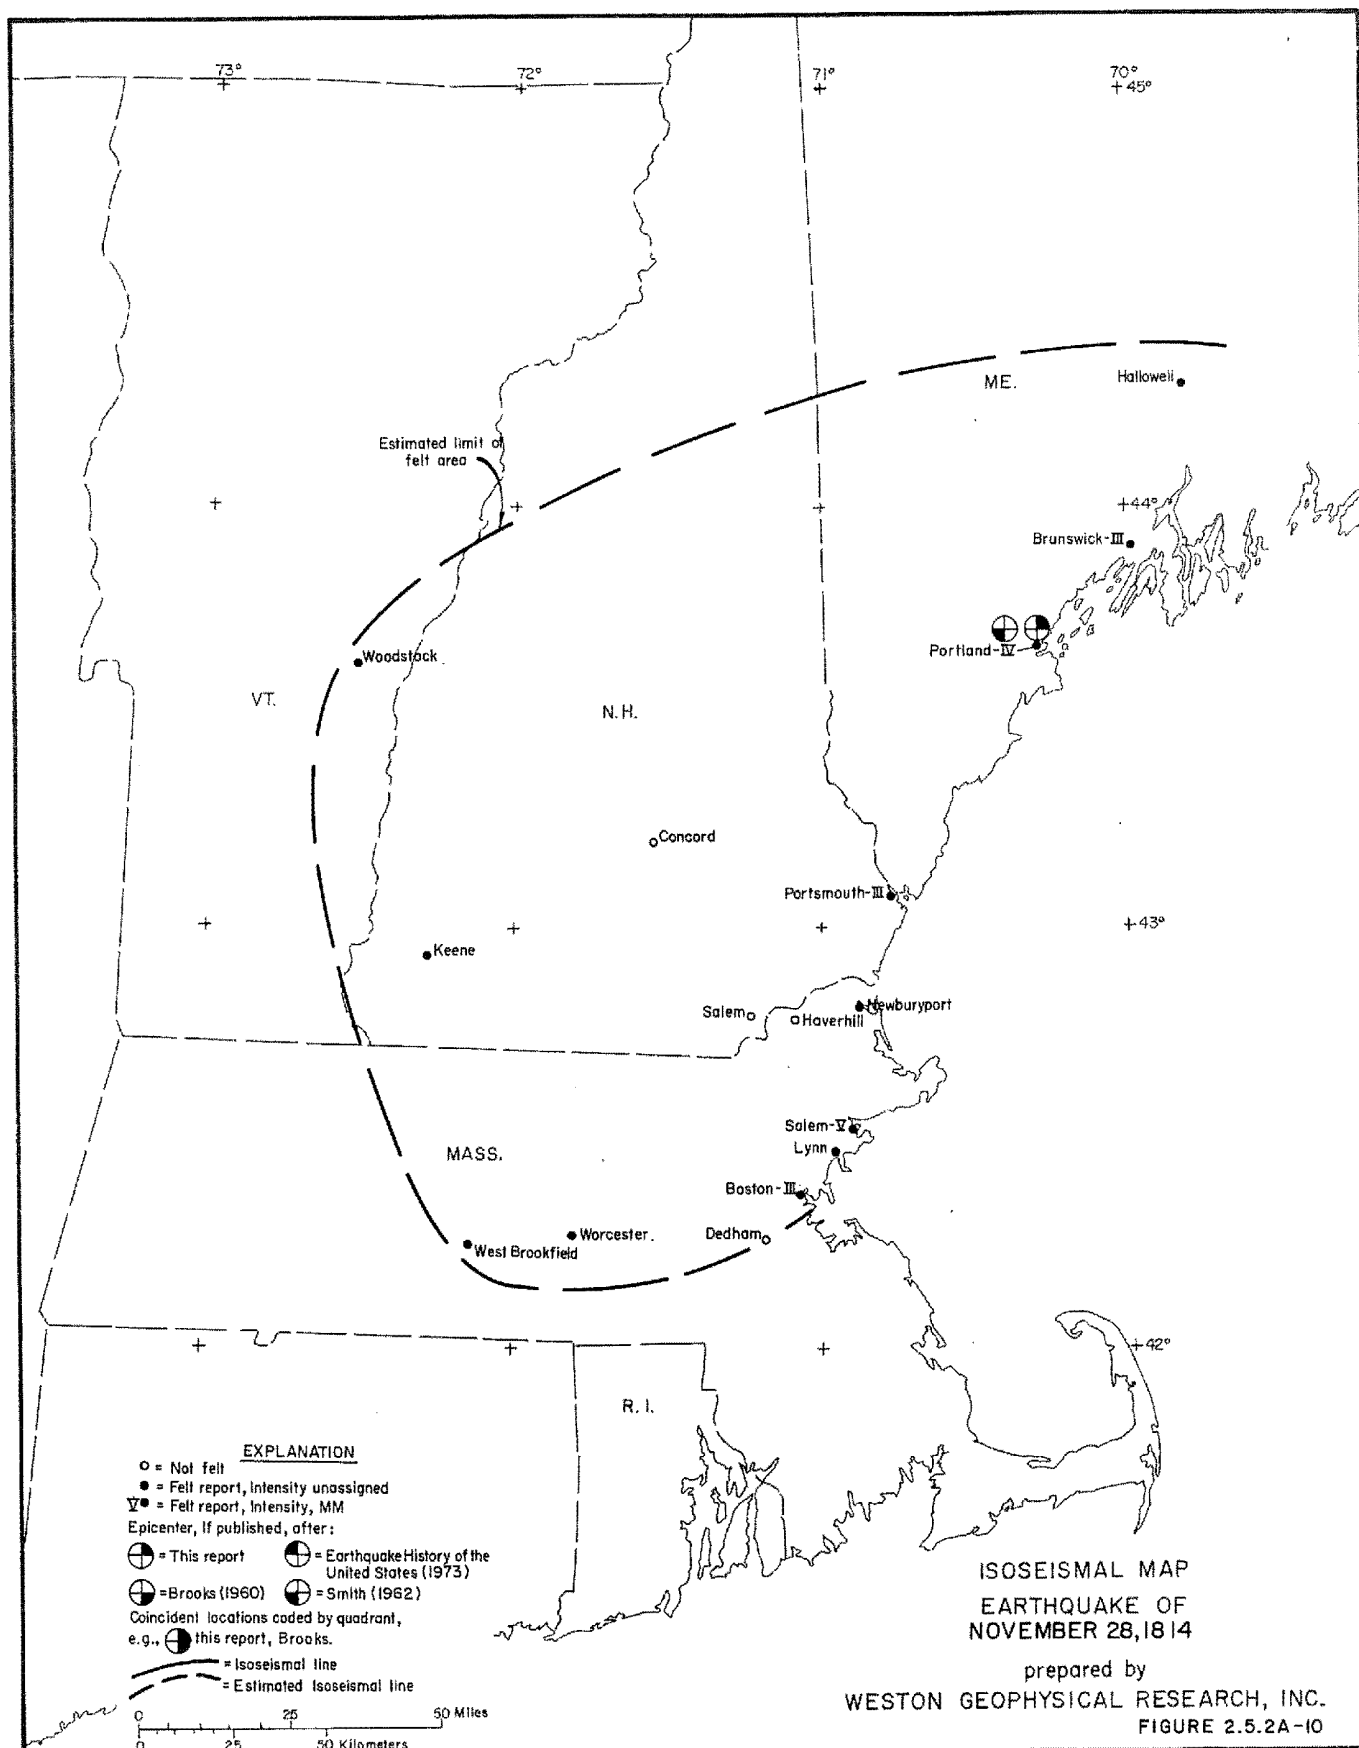 73°
72°
71°
70°
45°
ME.
Hallowell
Estimated limit of
felt area
44°
Brunswick-III
Portland-IV
Woodstock
VT.
N.H.
Concord
Portsmouth-III
43°
Keene
Newburyport
Salem
Haverhill
Salem-V
Lynn
MASS.
Boston-III
Worcester
Dedham
West Brookfield
42°
R.I.
EXPLANATION
o = Not felt
● = Felt report, Intensity unassigned
V● = Felt report, Intensity, MM
Epicenter, If published, after:
= This report
= Earthquake History of the
United States (1973)
= Brooks (1960)
= Smith (1962)
Coincident locations coded by quadrant,
e.g., this report, Brooks.
= Isoseismal line
= Estimated Isoseismal line
0 25 50 Miles
0 25 50 Kilometers
ISOSEISMAL MAP
EARTHQUAKE OF
NOVEMBER 28, 1814
prepared by
WESTON GEOPHYSICAL RESEARCH, INC.
FIGURE 2.5.2A-10